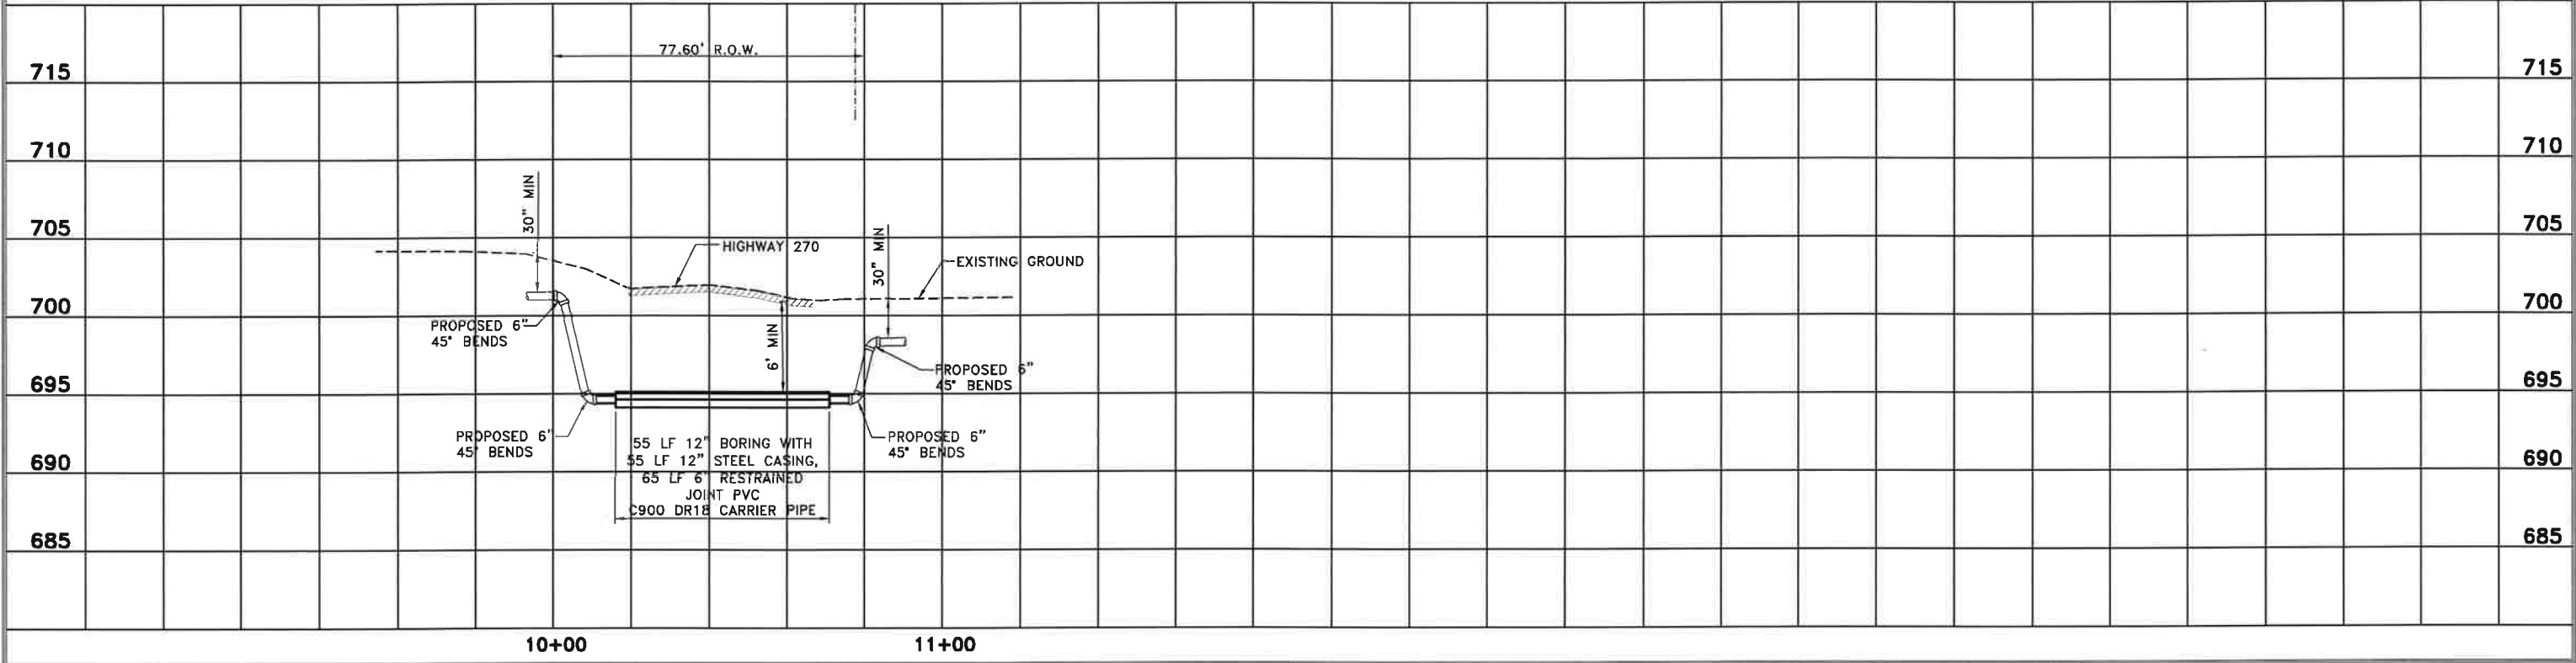 77.60' R.O.W.
715
715
710
710
30" MIN
705
705
HIGHWAY 270
30" MIN
EXISTING GROUND
700
700
PROPOSED 6"
45° BENDS
6' MIN
PROPOSED 6"
45° BENDS
695
695
PROPOSED 6"
45° BENDS
55 LF 12" BORING WITH
55 LF 12" STEEL CASING,
65 LF 6" RESTRAINED
JOINT PVC
C900 DR18 CARRIER PIPE
PROPOSED 6"
45° BENDS
690
690
685
685
10+00
11+00